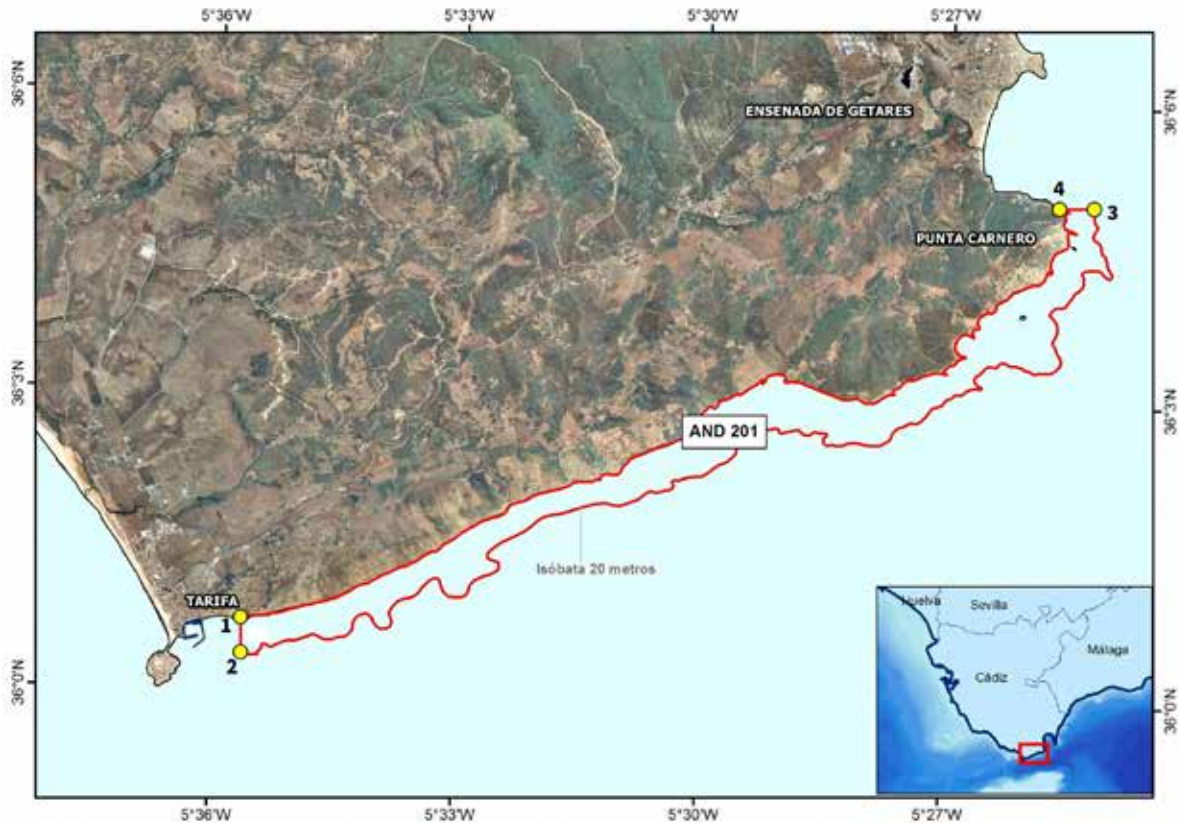 5°36'W 5°33'W 5°30'W 5°27'W
36°6'N
36°6'N
ENSENADA DE GETARES
4
3
PUNTA CARNERO
36°3'N
36°3'N
AND 201
Isóbata 20 metros
TARIFA
1
2
36°0'N
36°0'N
Huelva
Sevilla
Málaga
Cádiz
5°36'W 5°33'W 5°30'W 5°27'W